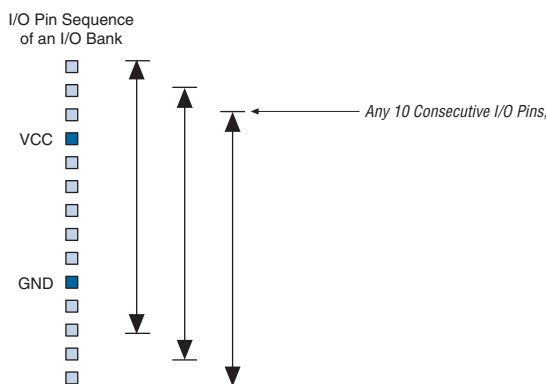 I/O Pin Sequence
of an I/O Bank
Any 10 Consecutive I/O Pins,
VCC
GND